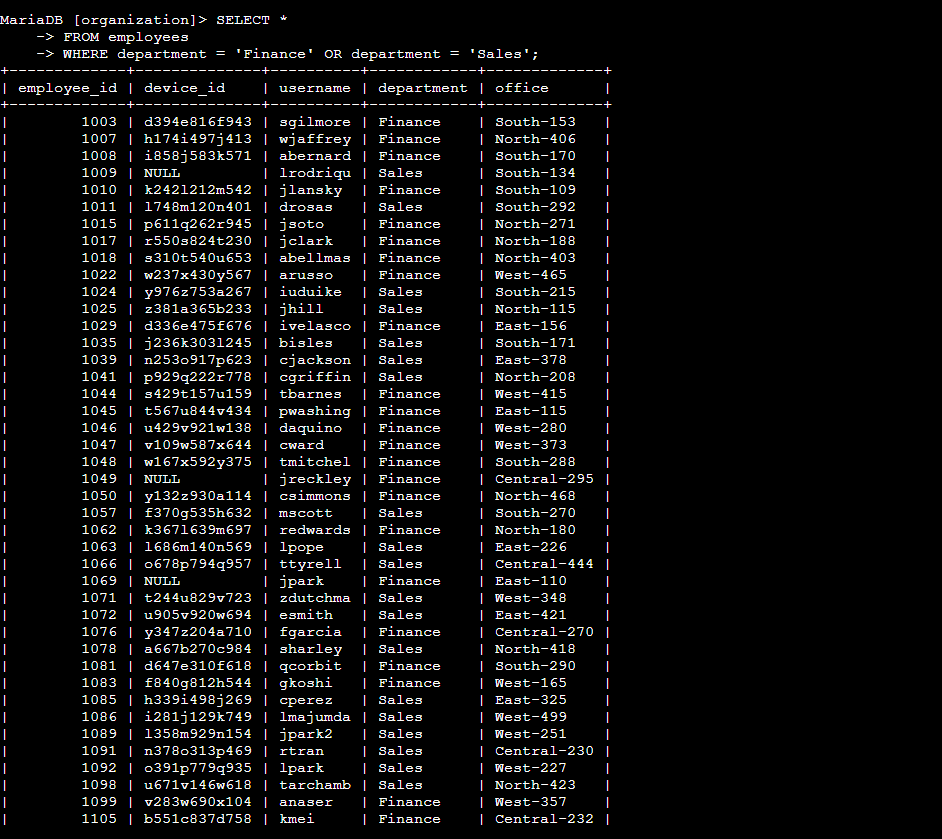 MariaDB [organization]> SELECT *
    -> FROM employees
    -> WHERE department = 'Finance' OR department = 'Sales';
+-------------+--------------+----------+------------+-------------+
| employee_id | device_id    | username | department | office      |
+-------------+--------------+----------+------------+-------------+
|        1003 | d394e816f943 | sgilmore | Finance    | South-153   |
|        1007 | h174i497j413 | wjaffrey | Finance    | North-406   |
|        1008 | i858j583k571 | abernard | Finance    | South-170   |
|        1009 | NULL         | lrodriqu | Sales      | South-134   |
|        1010 | k242l212m542 | jlansky  | Finance    | South-109   |
|        1011 | l748m120n401 | drosas   | Sales      | South-292   |
|        1015 | p611q262r945 | jsoto    | Finance    | North-271   |
|        1017 | r550s824t230 | jclark   | Finance    | North-188   |
|        1018 | s310t540u653 | abellmas | Finance    | North-403   |
|        1022 | w237x430y567 | arusso   | Finance    | West-465    |
|        1024 | y976z753a267 | iuduike  | Sales      | South-215   |
|        1025 | z381a365b233 | jhill    | Sales      | North-115   |
|        1029 | d336e475f676 | ivelasco | Finance    | East-156    |
|        1035 | j236k303l245 | bisles   | Sales      | South-171   |
|        1039 | n253o917p623 | cjackson | Sales      | East-378    |
|        1041 | p929q222r778 | cgriffin | Sales      | North-208   |
|        1044 | s429t157u159 | tbarnes  | Finance    | West-415    |
|        1045 | t567u844v434 | pwashing | Finance    | East-115    |
|        1046 | u429v921w138 | daquino  | Finance    | West-280    |
|        1047 | v109w587x644 | cward    | Finance    | West-373    |
|        1048 | w167x592y375 | tmitchel | Finance    | South-288   |
|        1049 | NULL         | jreckley | Finance    | Central-295 |
|        1050 | y132z930a114 | csimmons | Finance    | North-468   |
|        1057 | f370g535h632 | mscott   | Sales      | South-270   |
|        1062 | k367l639m697 | redwards | Finance    | North-180   |
|        1063 | l686m140n569 | lpope    | Sales      | East-226    |
|        1066 | o678p794q957 | ttyrell  | Sales      | Central-444 |
|        1069 | NULL         | jpark    | Finance    | East-110    |
|        1071 | t244u829v723 | zdutchma | Sales      | West-348    |
|        1072 | u905v920w694 | esmith   | Sales      | East-421    |
|        1076 | y347z204a710 | fgarcia  | Finance    | Central-270 |
|        1078 | a667b270c984 | sharley  | Sales      | North-418   |
|        1081 | d647e310f618 | qcorbit  | Finance    | South-290   |
|        1083 | f840g812h544 | gkoshi   | Finance    | West-165    |
|        1085 | h339i498j269 | cperez   | Sales      | East-325    |
|        1086 | i281j129k749 | lmajumda | Sales      | West-499    |
|        1089 | l358m929n154 | jpark2   | Sales      | West-251    |
|        1091 | n378o313p469 | rtran    | Sales      | Central-230 |
|        1092 | o391p779q935 | lpark    | Sales      | West-227    |
|        1098 | u671v146w618 | tarchamb | Sales      | North-423   |
|        1099 | v283w690x104 | anaser   | Finance    | West-357    |
|        1105 | b551c837d758 | kmei     | Finance    | Central-232 |